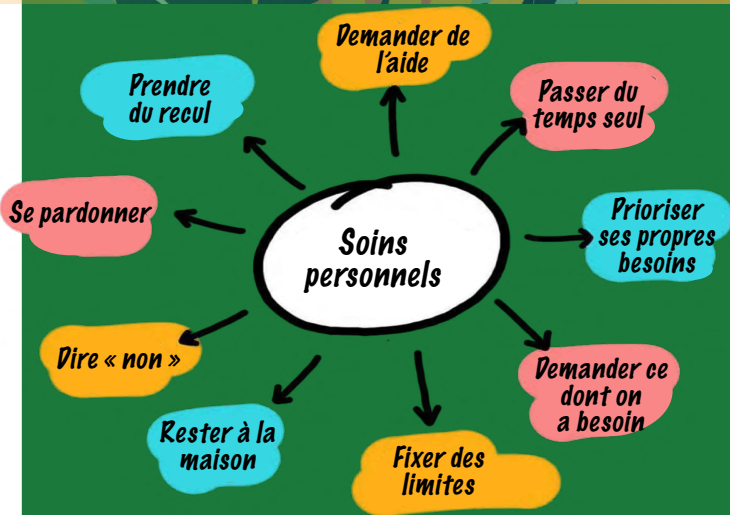 Demander de
l'aide
Prendre
du recul
Passer du
temps seul
Se pardonner
Soins
personnels
Prioriser
ses propres
besoins
Dire « non »
Demander ce
dont on
a besoin
Rester à la
maison
Fixer des
limites